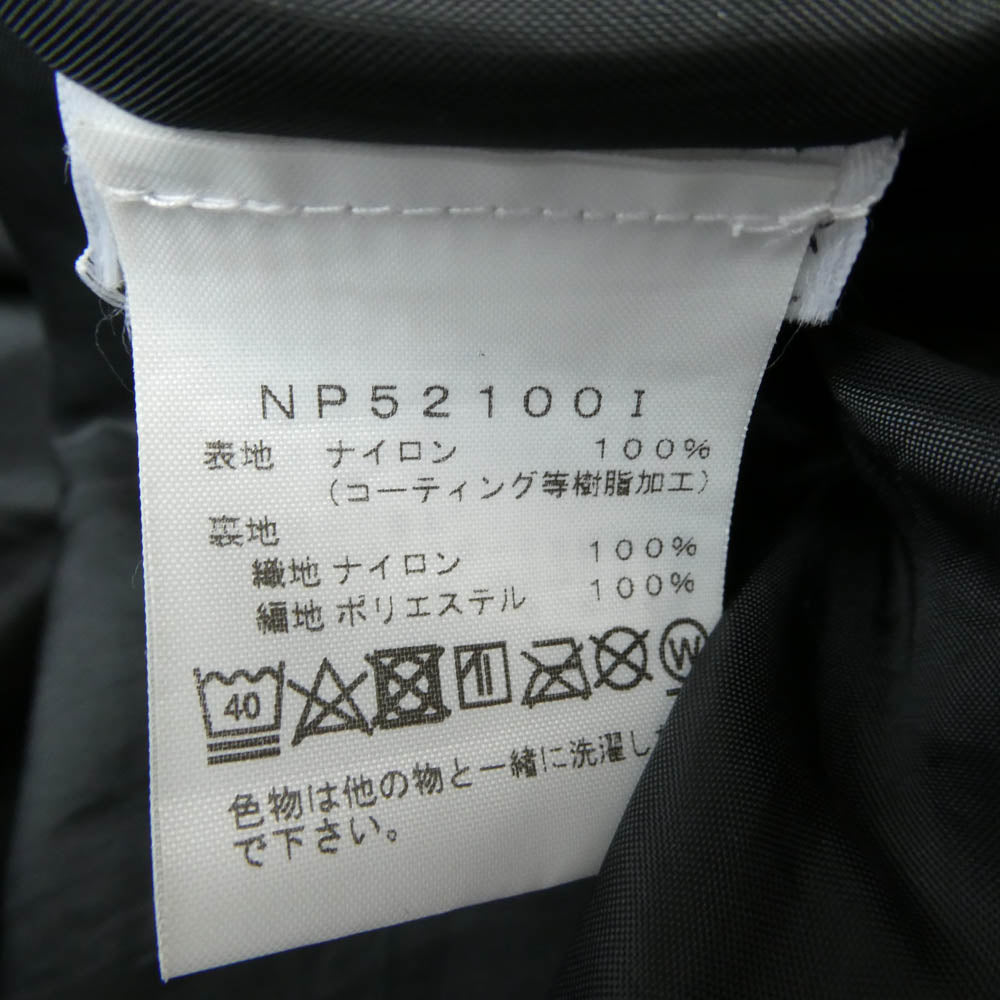 NP52100I
表地 ナイロン 100%
(コーティング等樹脂加工)
裏地
織地 ナイロン 100%
編地 ポリエステル 100%
40 W
色物は他の物と一緒に洗濯し
で下さい。